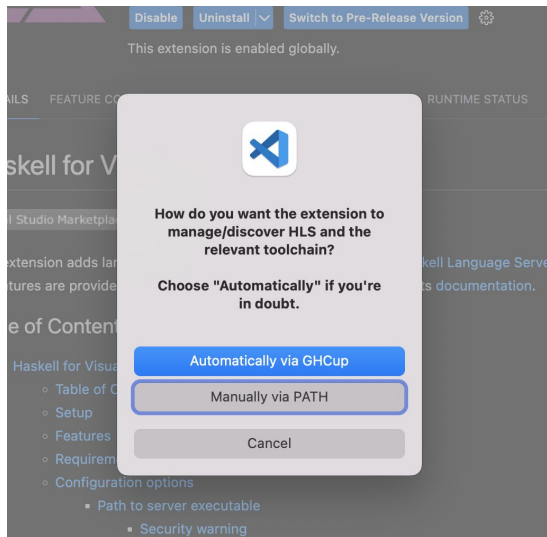 Disable Uninstall Switch to Pre-Release Version
This extension is enabled globally.
AILS FEATURE CO RUNTIME STATUS
skell for V
l Studio Marketpla
How do you want the extension to
manage/discover HLS and the
relevant toolchain?
extension adds lan kell Language Serve
tures are provide ts documentation.
Choose "Automatically" if you're
in doubt.
e of Content
Automatically via GHCup
Haskell for Visua
Table of C
Manually via PATH
Setup
Features
Cancel
Requirem
Configuration options
Path to server executable
Security warning